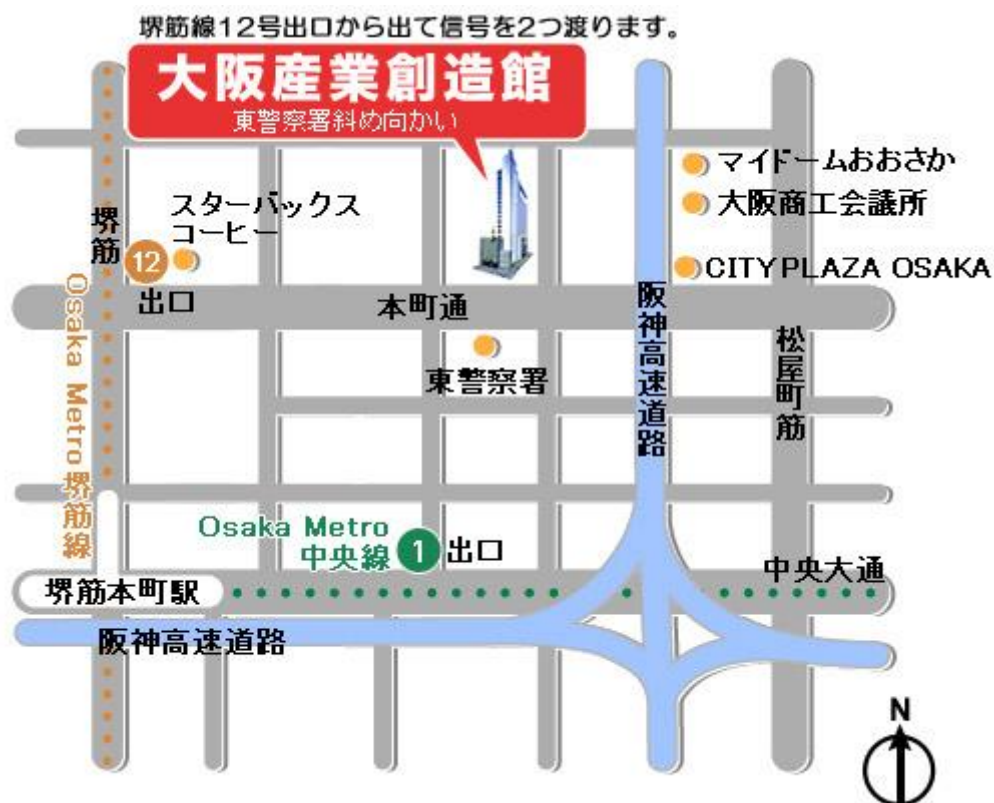 堺筋線12号出口から出て信号を2つ渡ります。
大阪産業創造館
東警察署斜め向かい
マイドームおおさか
大阪商工会議所
CITY PLAZA OSAKA
スターバックス
コーヒー
堺筋
12
出口
本町通
東警察署
阪神高速道路
松屋町筋
Osaka Metro 堺筋線
Osaka Metro
中央線
1
出口
中央大通
堺筋本町駅
阪神高速道路
N